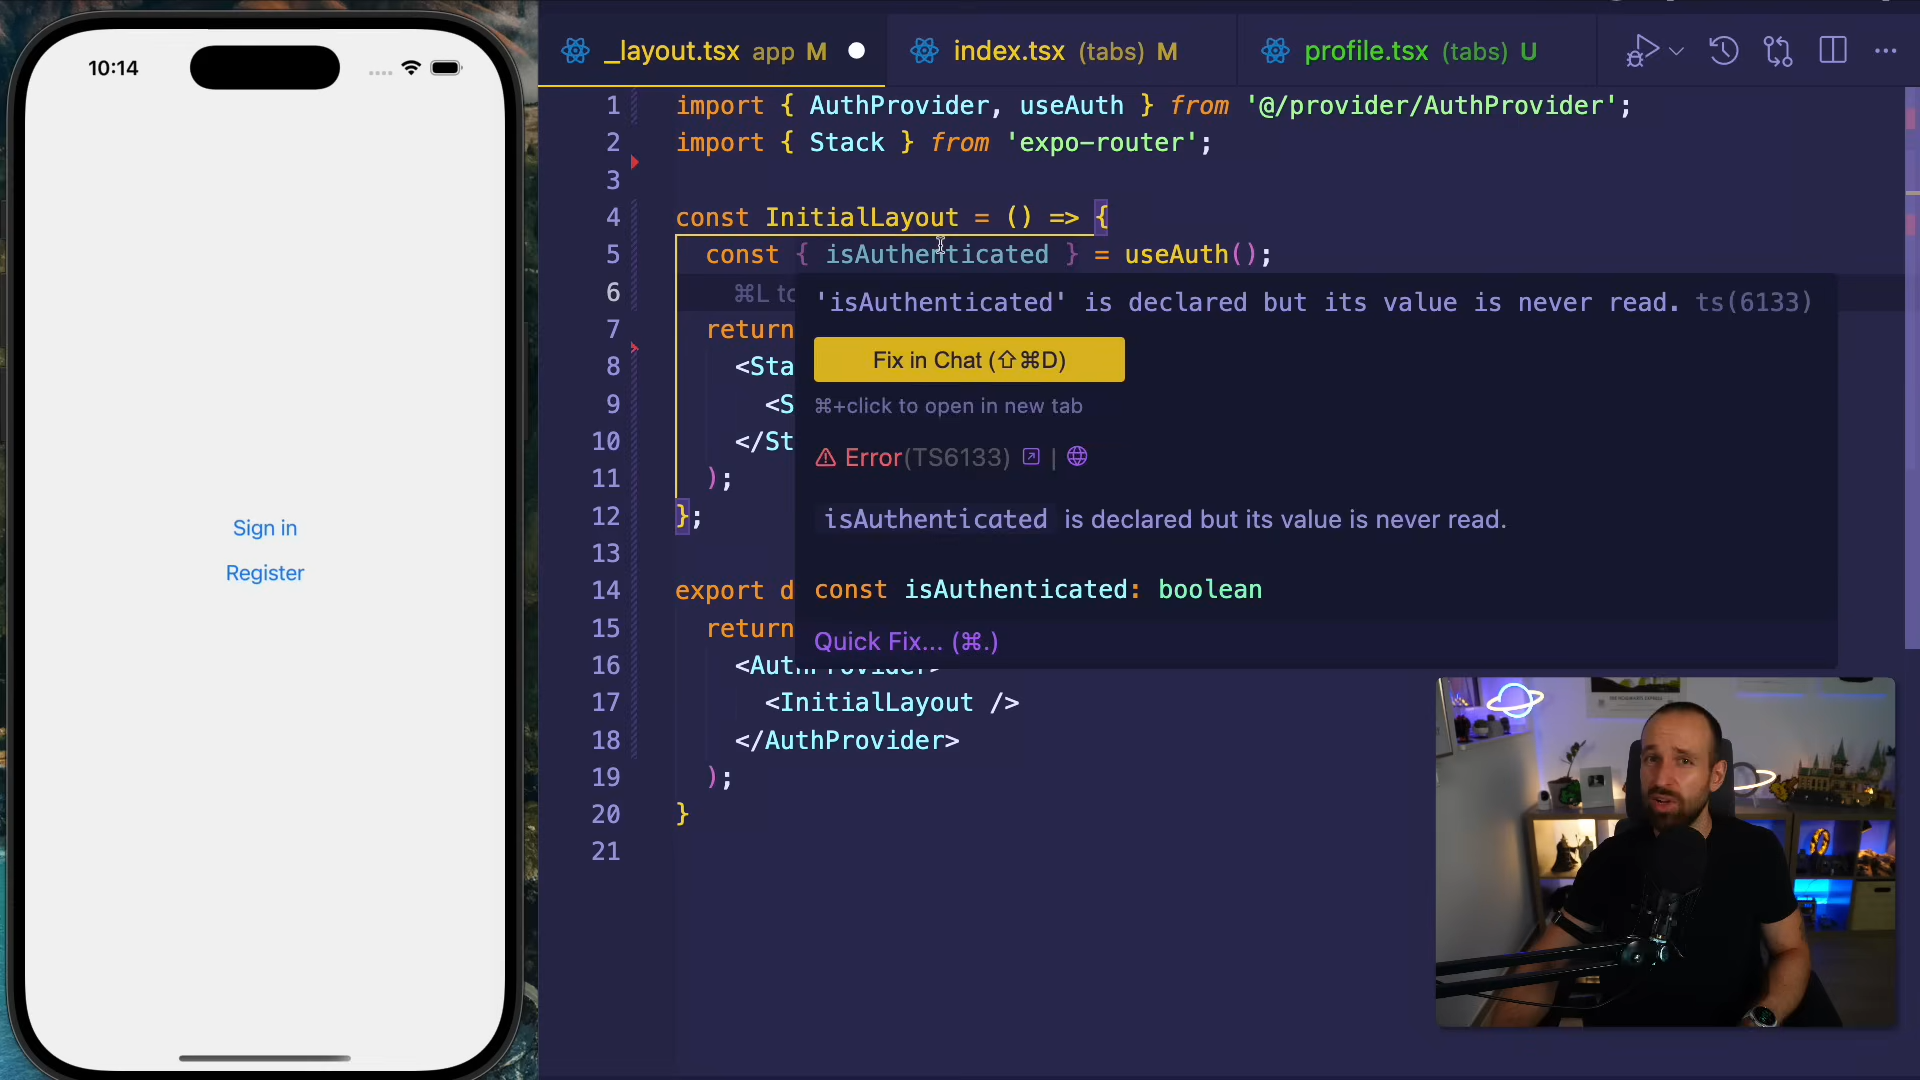 10:14
Sign in
Register
_layout.tsx app M
index.tsx (tabs) M
profile.tsx (tabs) U
1 import { AuthProvider, useAuth } from '@/provider/AuthProvider';
2 import { Stack } from 'expo-router';
3
4 const InitialLayout = () => {
5 const { isAuthenticated } = useAuth();
6 ⌘L to
7 return
8 <Sta
9 <S
10 </St
11 );
12 };
13
14 export d
15 return
16 <AuthProvider>
17 <InitialLayout />
18 </AuthProvider>
19 );
20 }
21
'isAuthenticated' is declared but its value is never read. ts(6133)
Fix in Chat (⇧⌘D)
⌘+click to open in new tab
Error(TS6133) |
isAuthenticated is declared but its value is never read.
const isAuthenticated: boolean
Quick Fix... (⌘.)